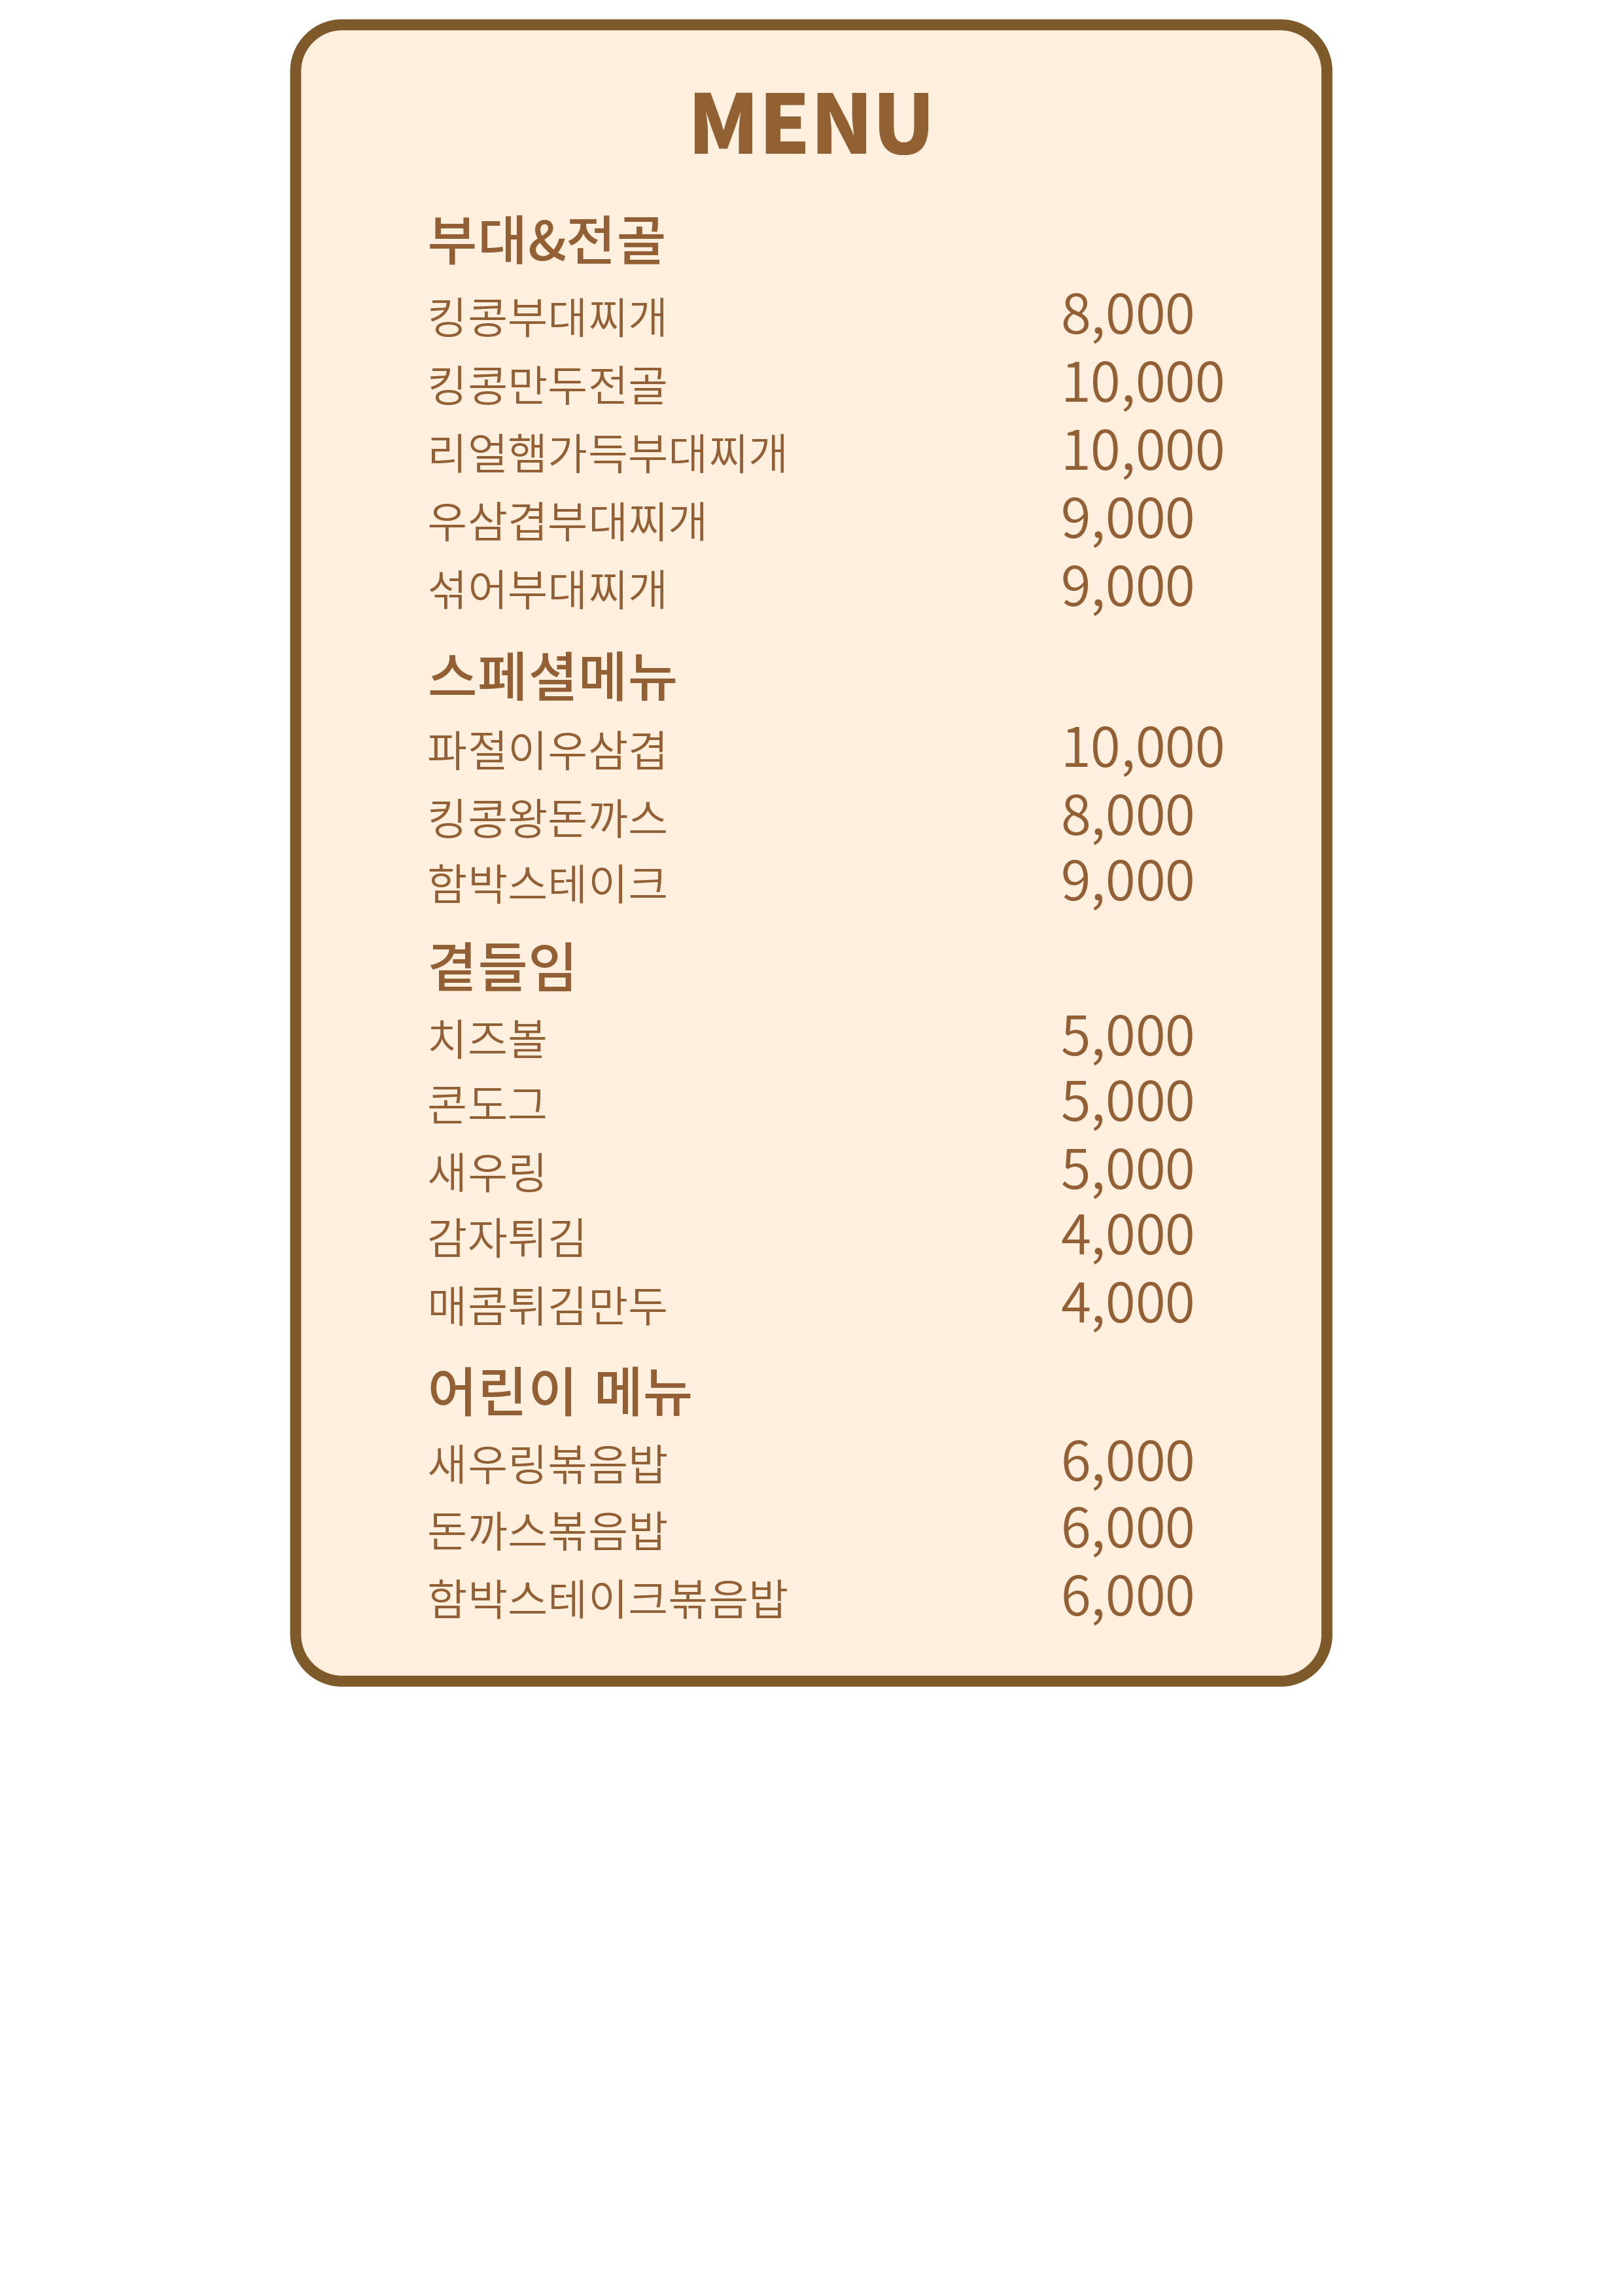 MENU
부대&전골
킹콩부대찌개 8,000
킹콩만두전골 10,000
리얼햄가득부대찌개 10,000
우삼겹부대찌개 9,000
섞어부대찌개 9,000
스페셜메뉴
파절이우삼겹 10,000
킹콩왕돈까스 8,000
함박스테이크 9,000
곁들임
치즈볼 5,000
콘도그 5,000
새우링 5,000
감자튀김 4,000
매콤튀김만두 4,000
어린이 메뉴
새우링볶음밥 6,000
돈까스볶음밥 6,000
함박스테이크볶음밥 6,000